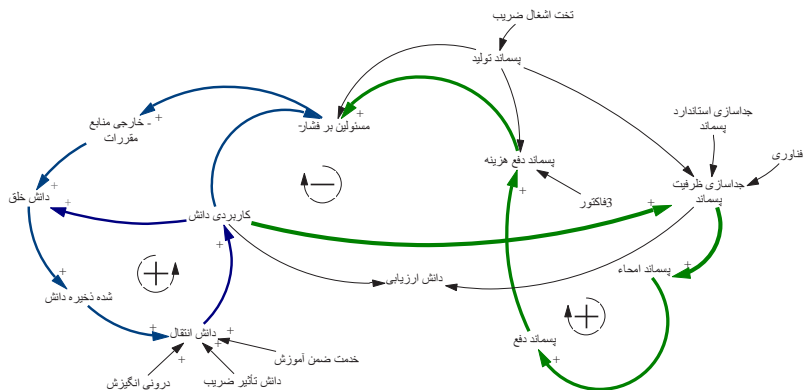 تخت اشغال ضریب
پسماند تولید
- خارجی منابع
مقررات
مسئولین بر فشار-
جداسازی استاندارد
پسماند
فناوری
پسماند دفع هزینه
جداسازی ظرفیت
پسماند
دانش خلق
کاربردی دانش
3فاکتور
دانش ارزیابی
پسماند امحاء
شده ذخیره دانش
دانش انتقال
پسماند دفع
خدمت ضمن آموزش
درونی انگیزش
دانش تأثیر ضریب